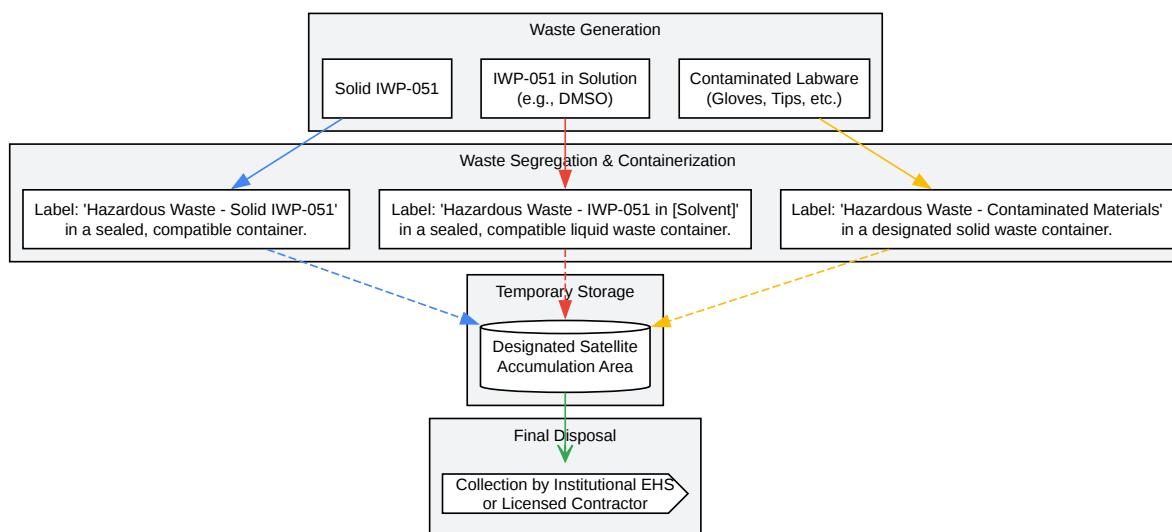 Waste Generation
Solid IWP-051
IWP-051 in Solution
(e.g., DMSO)
Contaminated Labware
(Gloves, Tips, etc.)
Waste Segregation & Containerization
Label: 'Hazardous Waste - Solid IWP-051'
in a sealed, compatible container.
Label: 'Hazardous Waste - IWP-051 in [Solvent]'
in a sealed, compatible liquid waste container.
Label: 'Hazardous Waste - Contaminated Materials'
in a designated solid waste container.
Temporary Storage
Designated Satellite
Accumulation Area
Final Disposal
Collection by Institutional EHS
or Licensed Contractor